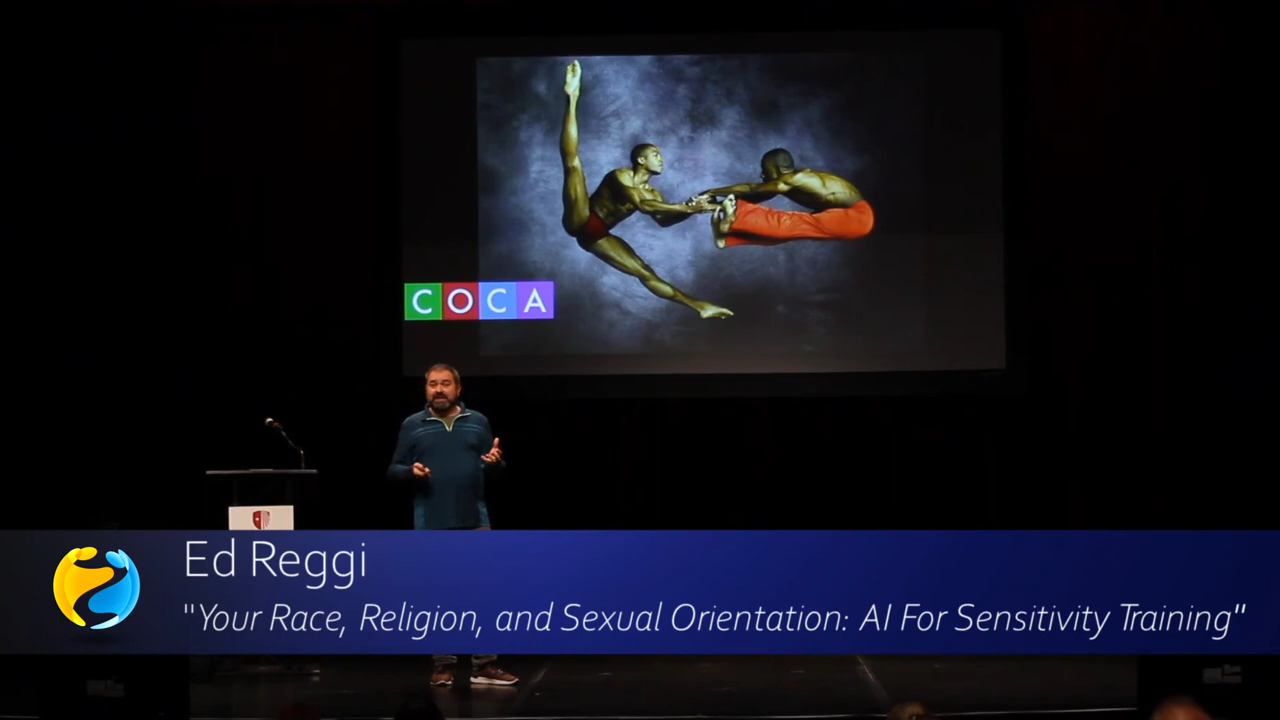 COCA
Ed Reggi
"Your Race, Religion, and Sexual Orientation: AI For Sensitivity Training"